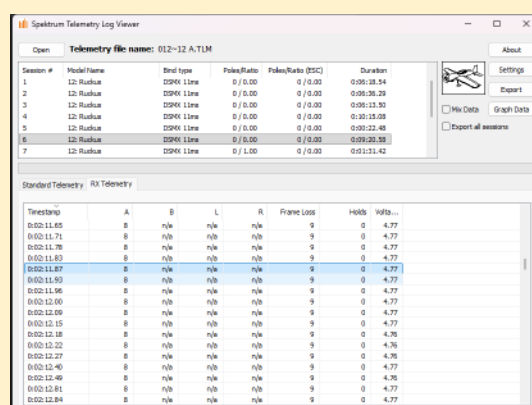 Spektrum Telemetry Log Viewer
Open Telemetry file name: 012~12 A.TLM About
Session # Model Name Bind type Poles/Ratio Poles/Ratio (ESC) Duration Settings
1 12: Ruckus DSMX 11ms 0 / 0.00 0 / 0.00 0:06:18.54
2 12: Ruckus DSMX 11ms 0 / 0.00 0 / 0.00 0:06:36.29 Export
3 12: Ruckus DSMX 11ms 0 / 0.00 0 / 0.00 0:06:13.50
4 12: Ruckus DSMX 11ms 0 / 0.00 0 / 0.00 0:10:15.08 Mix Data Graph Data
5 12: Ruckus DSMX 11ms 0 / 0.00 0 / 0.00 0:00:22.48
6 12: Ruckus DSMX 11ms 0 / 0.00 0 / 0.00 0:09:20.58 Export all sessions
7 12: Ruckus DSMX 11ms 0 / 1.00 0 / 0.00 0:01:31.42
Standard Telemetry RX Telemetry
Timestamp A B L R Frame Loss Holds Volta...
0:02:11.65 8 n/a n/a n/a 9 0 4.77
0:02:11.71 8 n/a n/a n/a 9 0 4.77
0:02:11.78 8 n/a n/a n/a 9 0 4.77
0:02:11.83 8 n/a n/a n/a 9 0 4.77
0:02:11.87 8 n/a n/a n/a 9 0 4.77
0:02:11.93 8 n/a n/a n/a 9 0 4.77
0:02:11.96 8 n/a n/a n/a 9 0 4.77
0:02:12.00 8 n/a n/a n/a 9 0 4.77
0:02:12.09 8 n/a n/a n/a 9 0 4.77
0:02:12.15 8 n/a n/a n/a 9 0 4.77
0:02:12.18 8 n/a n/a n/a 9 0 4.76
0:02:12.22 8 n/a n/a n/a 9 0 4.76
0:02:12.27 8 n/a n/a n/a 9 0 4.76
0:02:12.40 8 n/a n/a n/a 9 0 4.77
0:02:12.49 8 n/a n/a n/a 9 0 4.76
0:02:12.81 8 n/a n/a n/a 9 0 4.77
0:02:12.84 8 n/a n/a n/a 9 0 4.77